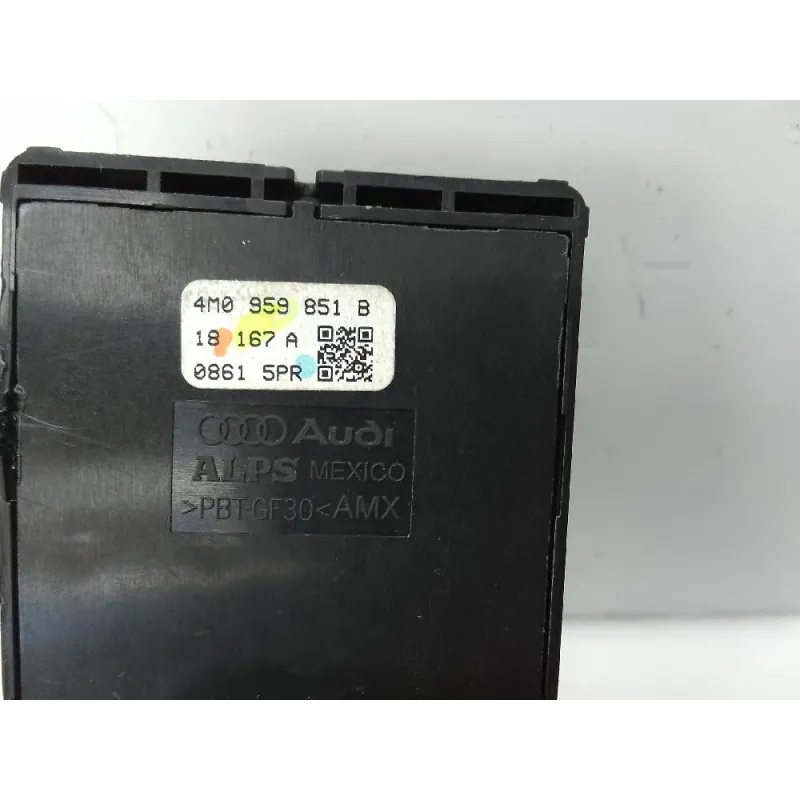 4M0 959 851 B
18 167 A
0861 5PR
Audi
ALPS MEXICO
>PBT-GF30<AMX